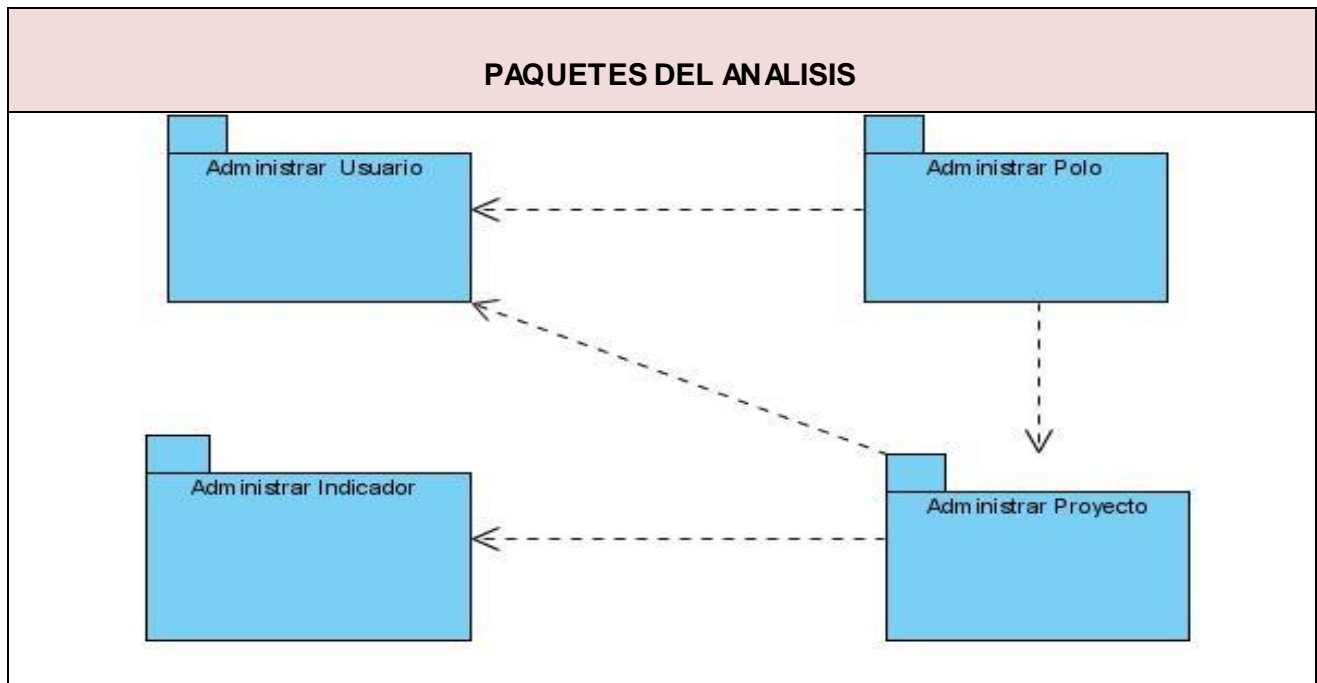 PAQUETES DEL ANALISIS
Administrar Usuario
Administrar Polo
Administrar Indicador
Administrar Proyecto